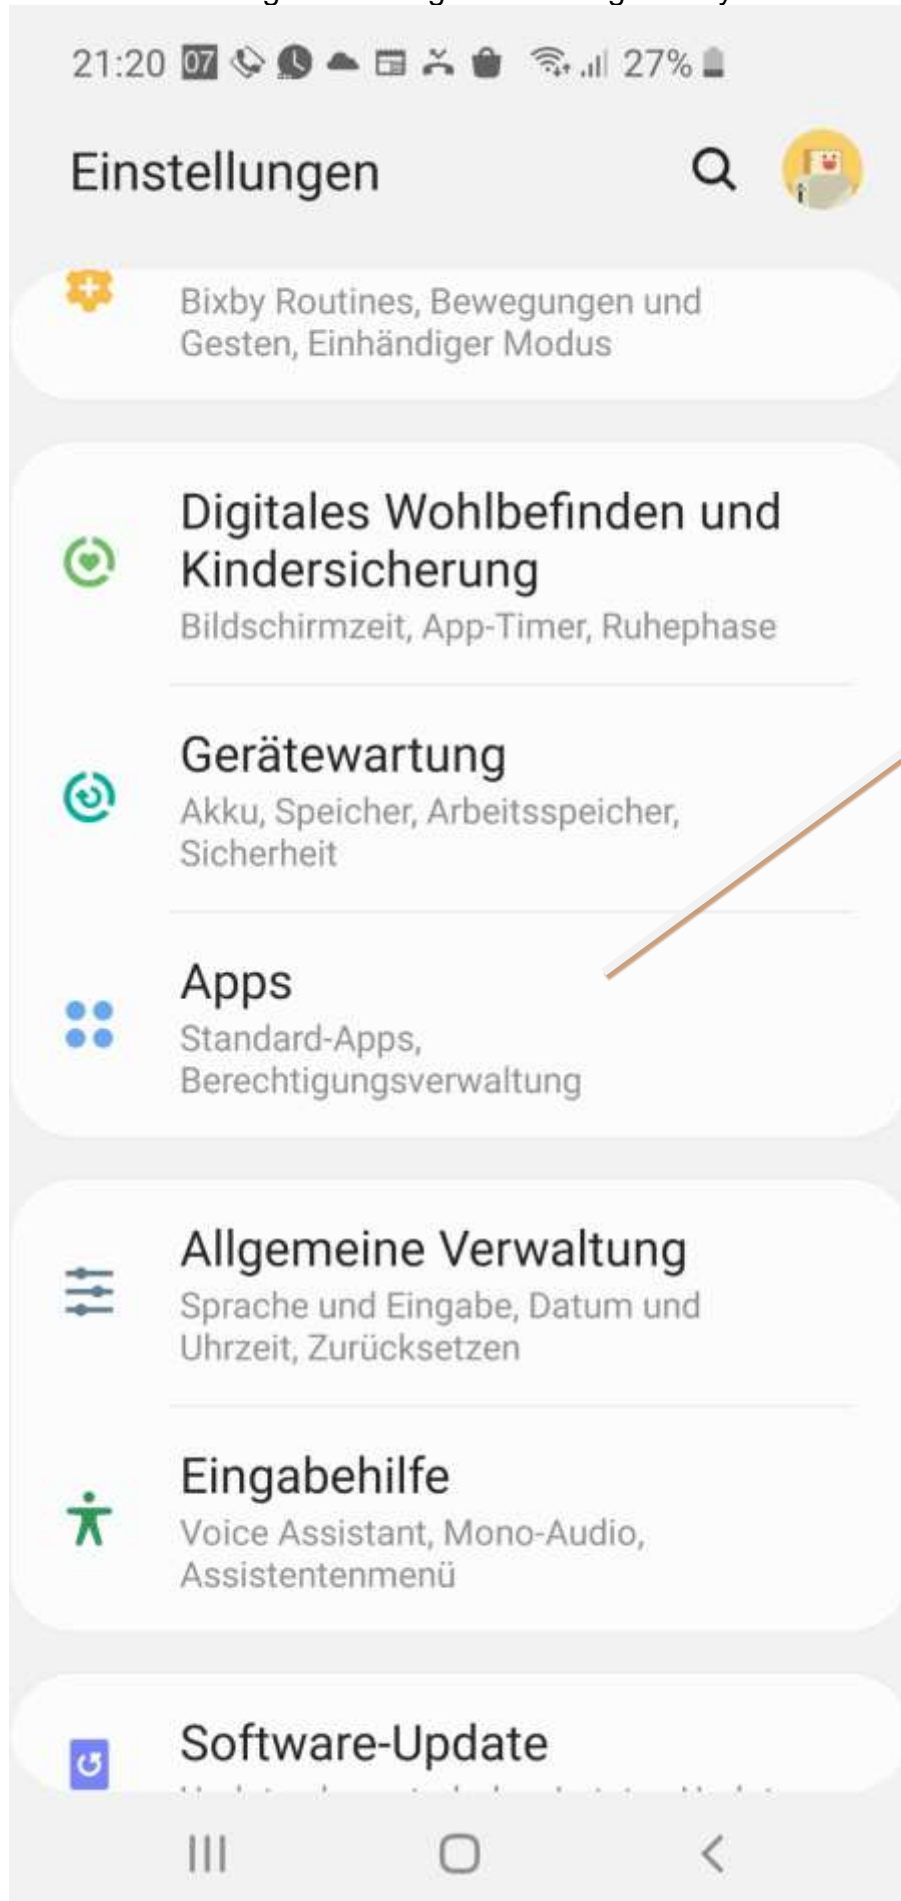 21:20 07 27%
Einstellungen
Bixby Routines, Bewegungen und
Gesten, Einhändiger Modus
Digitales Wohlbefinden und
Kindersicherung
Bildschirmzeit, App-Timer, Ruhephase
Gerätewartung
Akku, Speicher, Arbeitsspeicher,
Sicherheit
Apps
Standard-Apps,
Berechtigungsverwaltung
Allgemeine Verwaltung
Sprache und Eingabe, Datum und
Uhrzeit, Zurücksetzen
Eingabehilfe
Voice Assistant, Mono-Audio,
Assistentenmenü
Software-Update